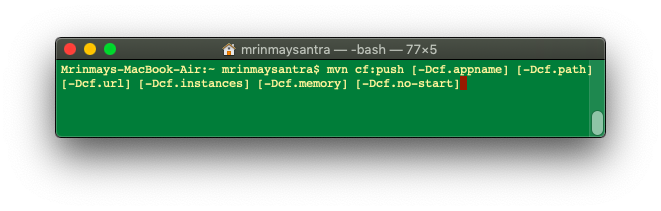 mrinmaysantra — -bash — 77×5
Mrinmays-MacBook-Air:~ mrinmaysantra$ mvn cf:push [-Dcf.appname] [-Dcf.path]
[-Dcf.url] [-Dcf.instances] [-Dcf.memory] [-Dcf.no-start]